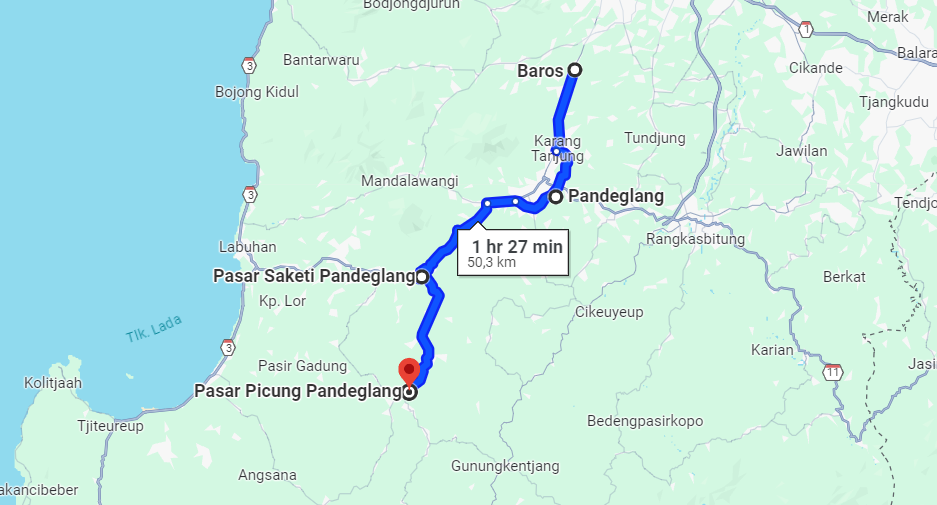 Bodjongdjuruh
Merak
1
Bantarwaru
3
Balara
Baros
Cikande
Bojong Kidul
Tjangkudu
Karang
Tanjung
Tundjung
Jawilan
Mandalawangi
3
Pandeglang
Tendjo
Labuhan
1 hr 27 min
50,3 km
Rangkasbitung
Pasar Saketi Pandeglang
Berkat
Kp. Lor
Cikeuyeup
Tlk. Lada
3
Karian
Pasir Gadung
11
Jasi
Kolitjaah
Pasar Picung Pandeglang
Tjiteureup
Bedengpasirkopo
Gunungkentjang
Angsana
akancibeber